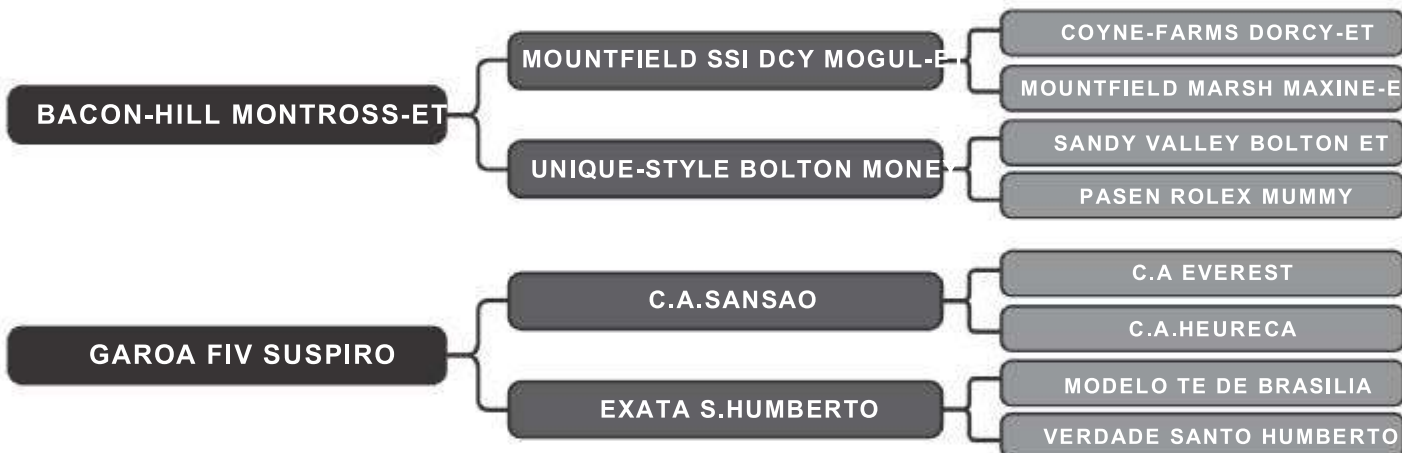 COYNE-FARMS DORCY-ET
MOUNTFIELD SSI DCY MOGUL-ET
MOUNTFIELD MARSH MAXINE-E
BACON-HILL MONTROSS-ET
SANDY VALLEY BOLTON ET
UNIQUE-STYLE BOLTON MONEY
PASEN ROLEX MUMMY
C.A EVEREST
C.A.SANSAO
C.A.HEURECA
GAROA FIV SUSPIRO
MODELO TE DE BRASILIA
EXATA S.HUMBERTO
VERDADE SANTO HUMBERTO